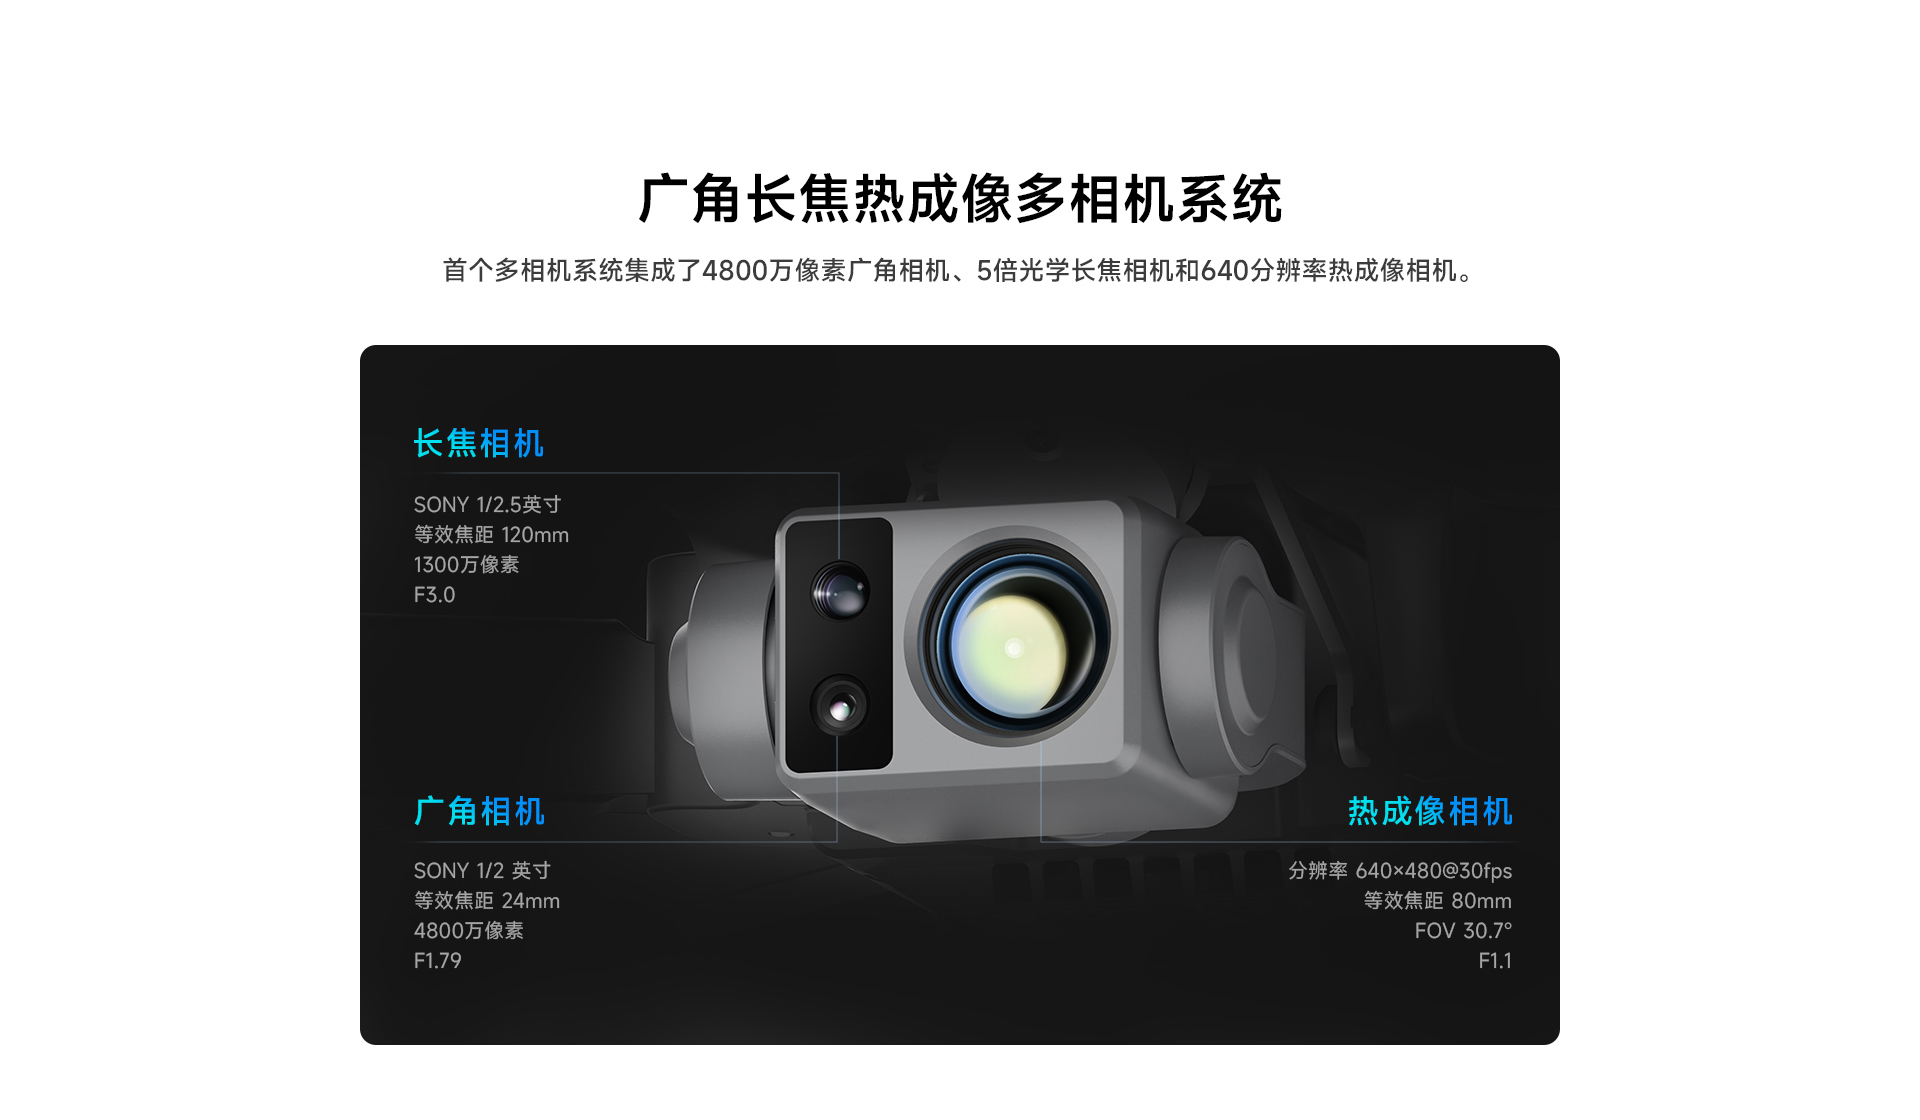 广角长焦热成像多相机系统
首个多相机系统集成了4800万像素广角相机、5倍光学长焦相机和640分辨率热成像相机。
长焦相机
SONY 1/2.5英寸
等效焦距 120mm
1300万像素
F3.0
广角相机
SONY 1/2 英寸
等效焦距 24mm
4800万像素
F1.79
热成像相机
分辨率 640×480@30fps
等效焦距 80mm
FOV 30.7°
F1.1